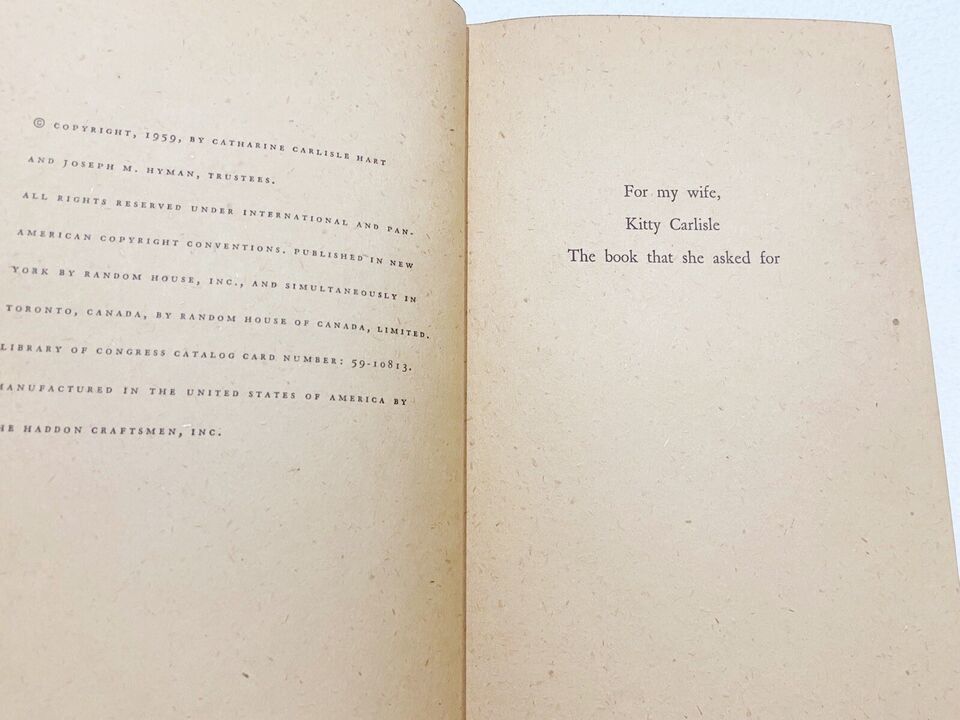 © COPYRIGHT, 1959, BY CATHARINE CARLISLE HART
AND JOSEPH M. HYMAN, TRUSTEES.
ALL RIGHTS RESERVED UNDER INTERNATIONAL AND PAN-
AMERICAN COPYRIGHT CONVENTIONS. PUBLISHED IN NEW
YORK BY RANDOM HOUSE, INC., AND SIMULTANEOUSLY IN
TORONTO, CANADA, BY RANDOM HOUSE OF CANADA, LIMITED.
LIBRARY OF CONGRESS CATALOG CARD NUMBER: 59-10813.
MANUFACTURED IN THE UNITED STATES OF AMERICA BY
HE HADDON CRAFTSMEN, INC.
For my wife,
Kitty Carlisle
The book that she asked for